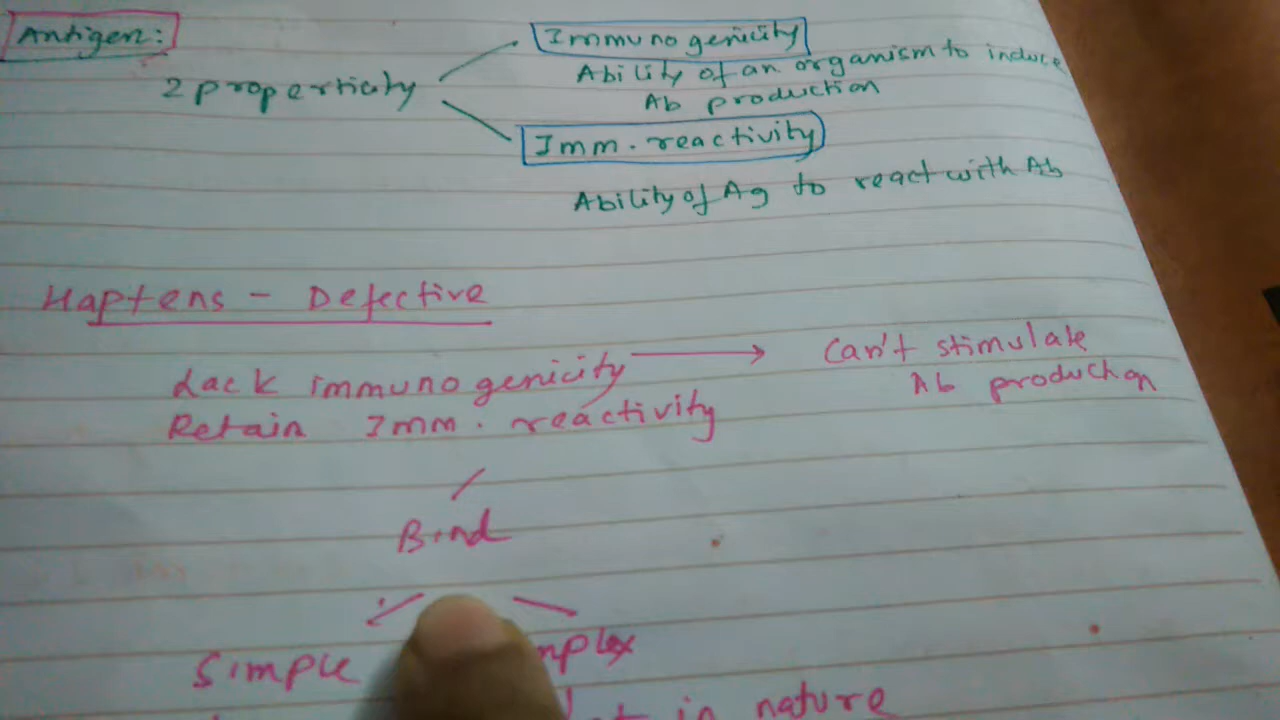 Antigen:
2 properticity
Immunogenicity
Ability of an organism to induce
Ab production
Imm. reactivity
Ability of Ag to react with Ab
Haptens - Defective
Lack immunogenicity → Can't stimulate
Ab production
Retain Imm. reactivity
Bind
Simple
in nature